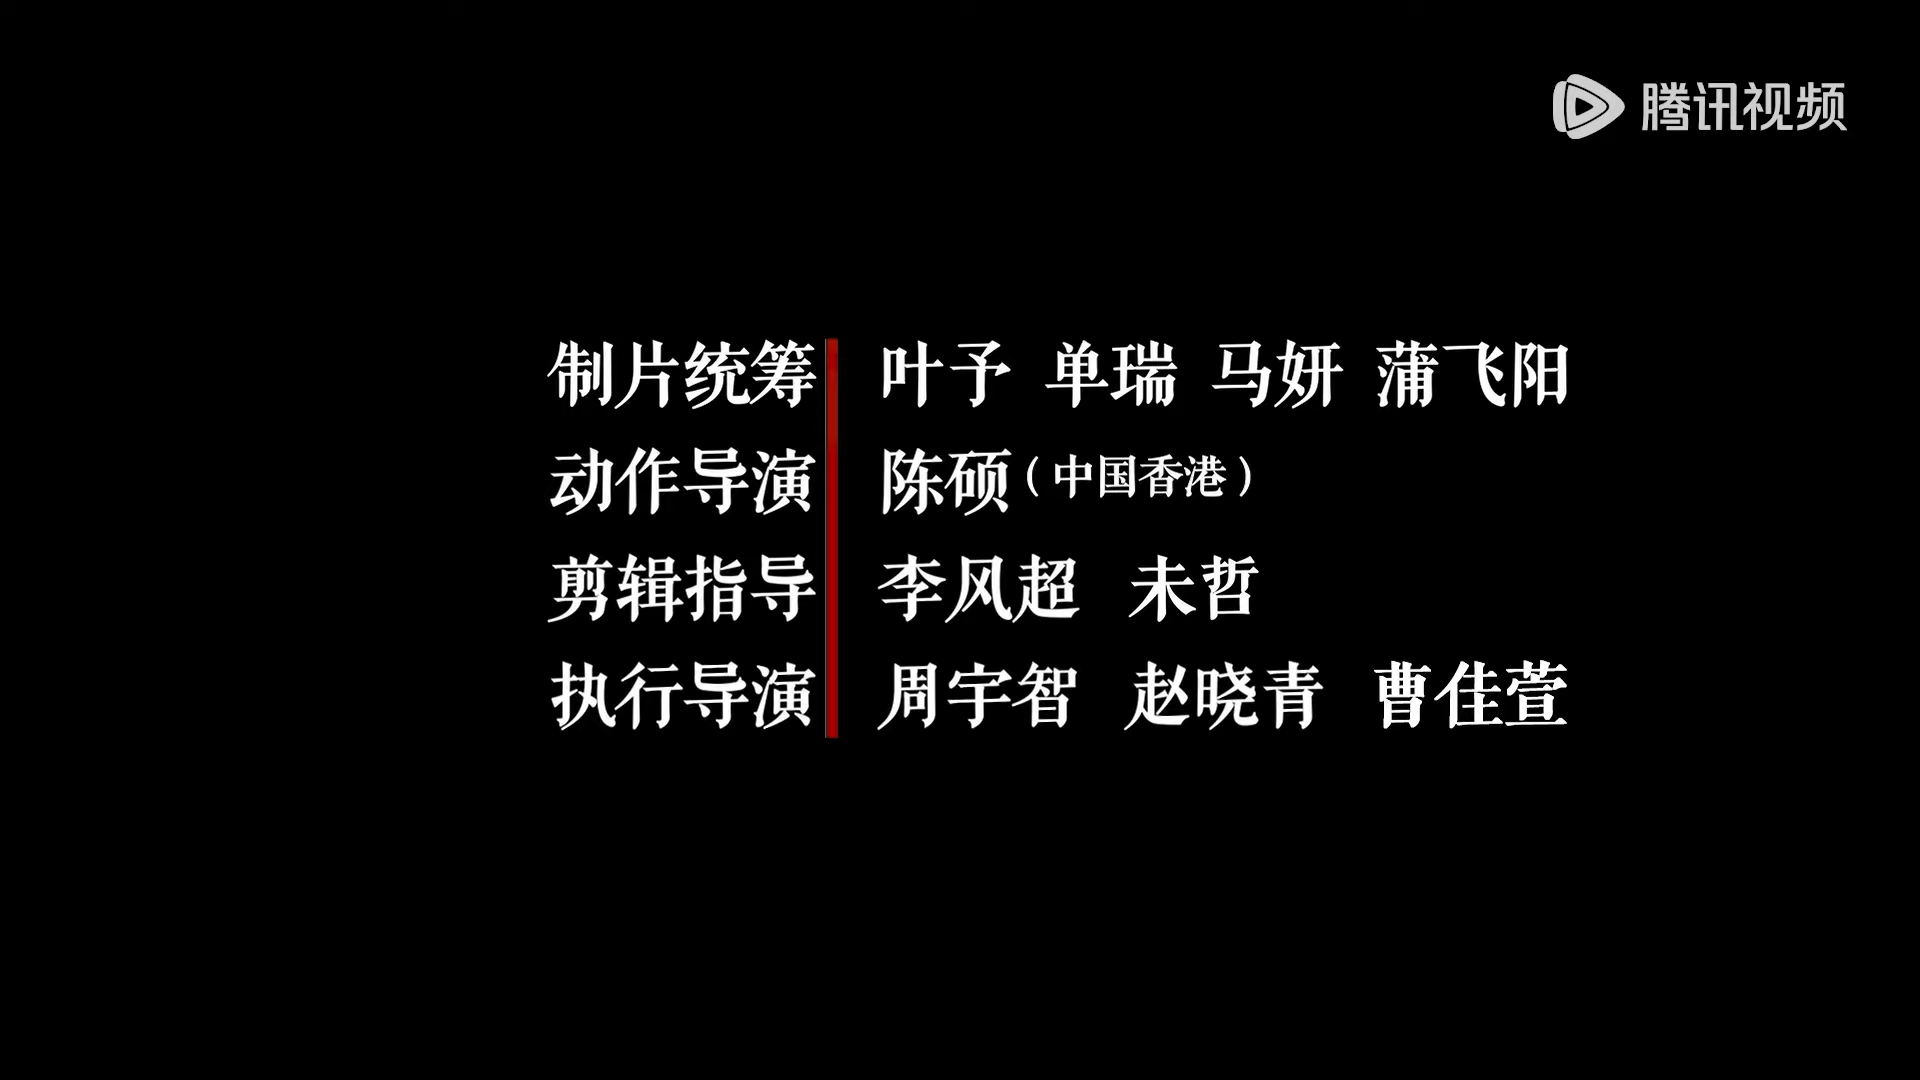 腾讯视频
制片统筹 叶予 单瑞 马妍 蒲飞阳
动作导演 陈硕（中国香港）
剪辑指导 李风超 未哲
执行导演 周宇智 赵晓青 曹佳萱